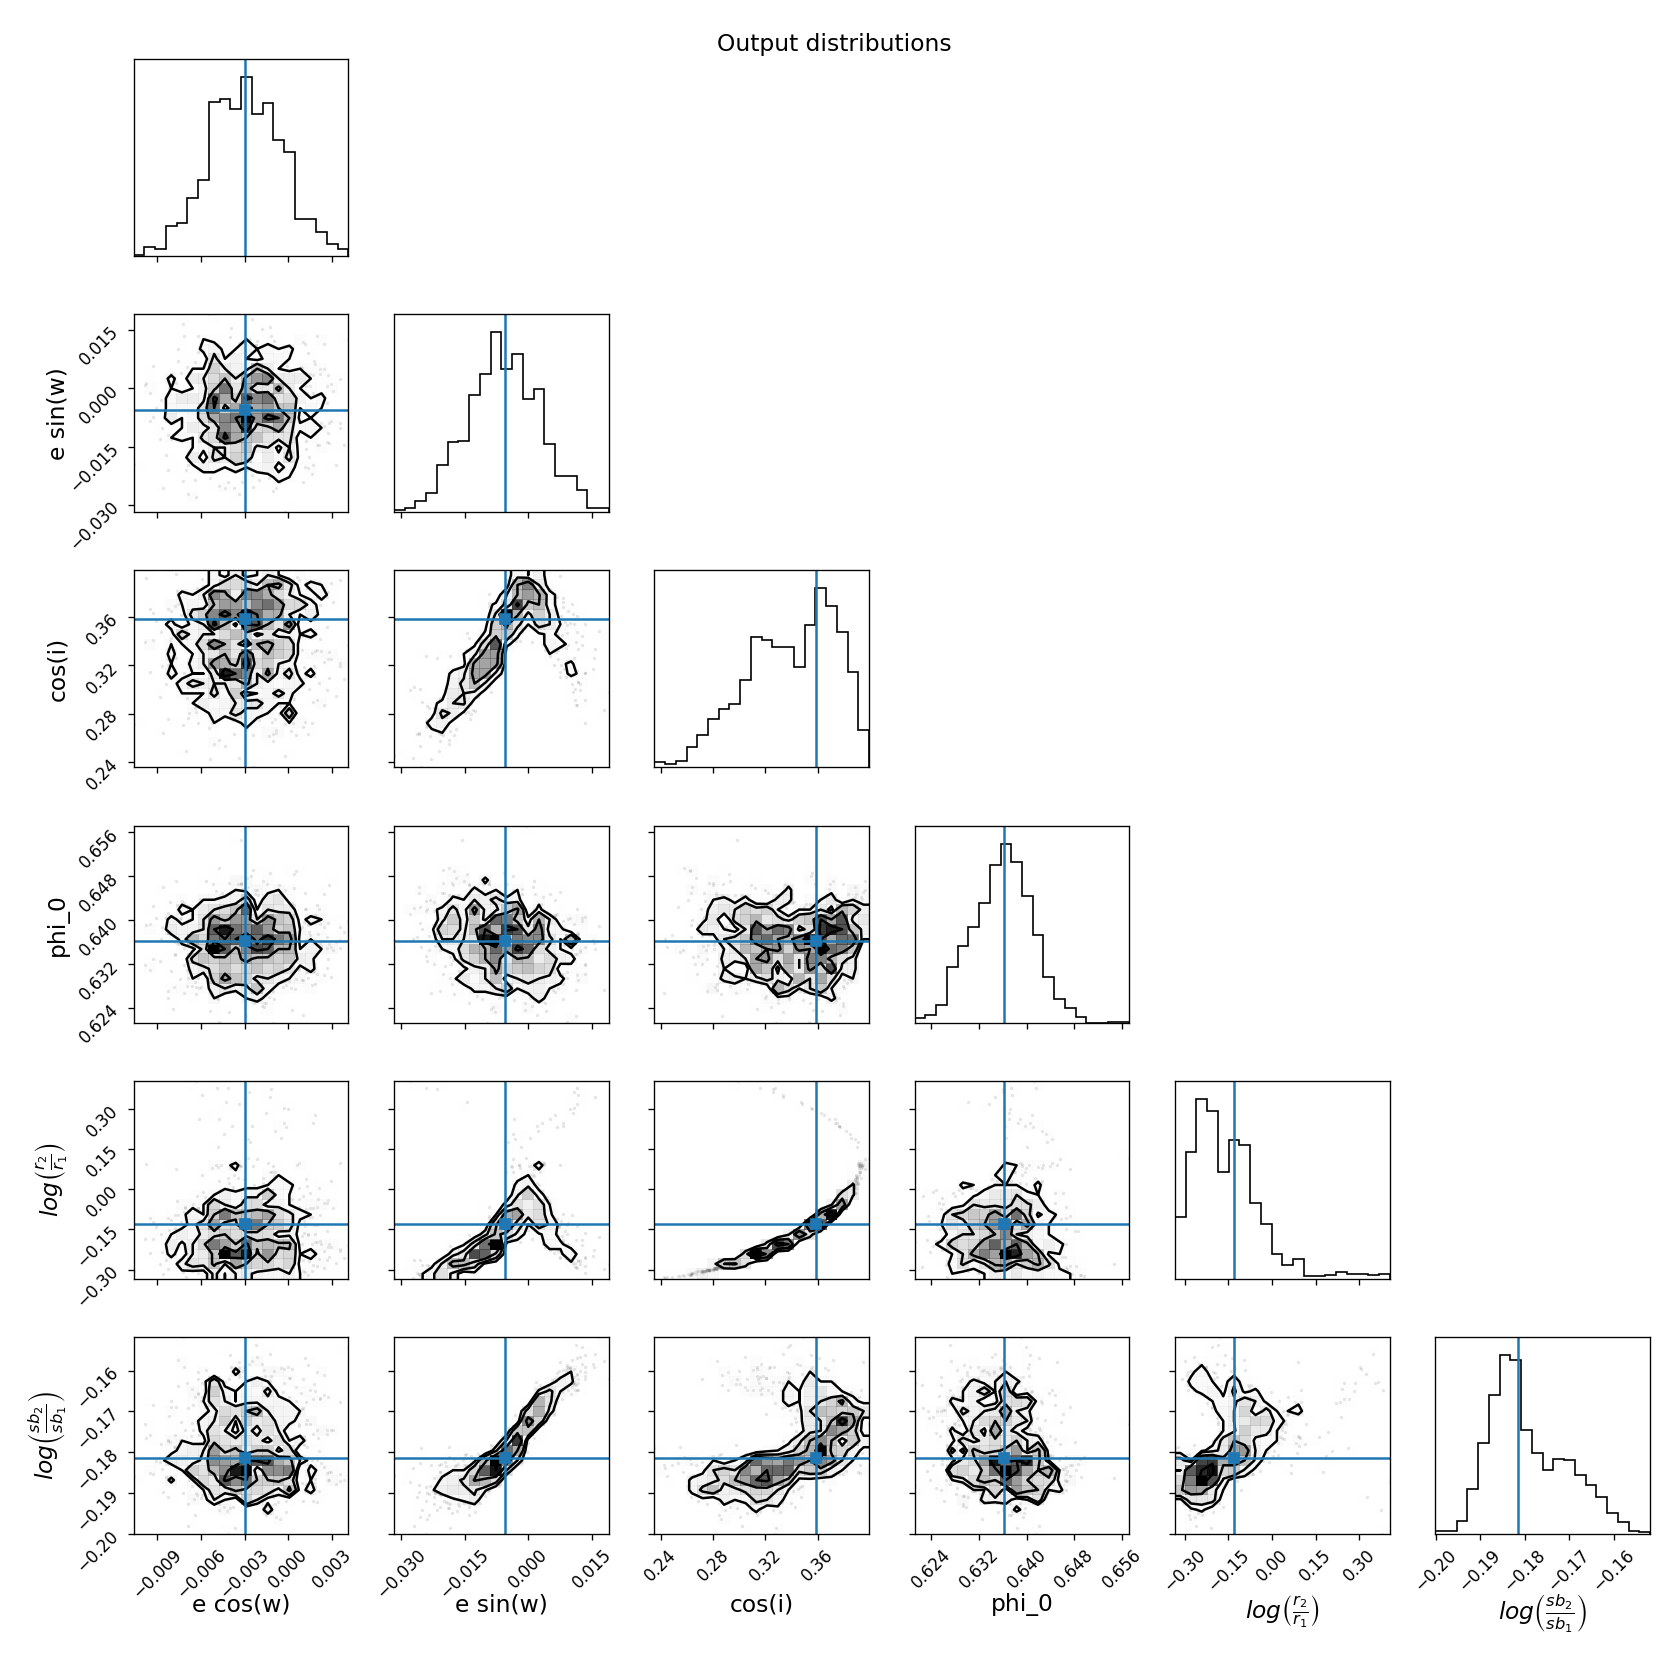 Output distributions
e sin(w)
0.015
0.000
−0.015
−0.030
cos(i)
0.36
0.32
0.28
0.24
phi_0
0.656
0.648
0.640
0.632
0.624
log(r₂/r₁)
0.30
0.15
0.00
−0.15
−0.30
log(sb₂/sb₁)
−0.16
−0.17
−0.18
−0.19
−0.20
−0.009 −0.006 −0.003 0.000 0.003
e cos(w)
−0.030 −0.015 0.000 0.015
e sin(w)
0.24 0.28 0.32 0.36
cos(i)
0.624 0.632 0.640 0.648 0.656
phi_0
−0.30 −0.15 0.00 0.15 0.30
log(r₂/r₁)
−0.20 −0.19 −0.18 −0.17 −0.16
log(sb₂/sb₁)